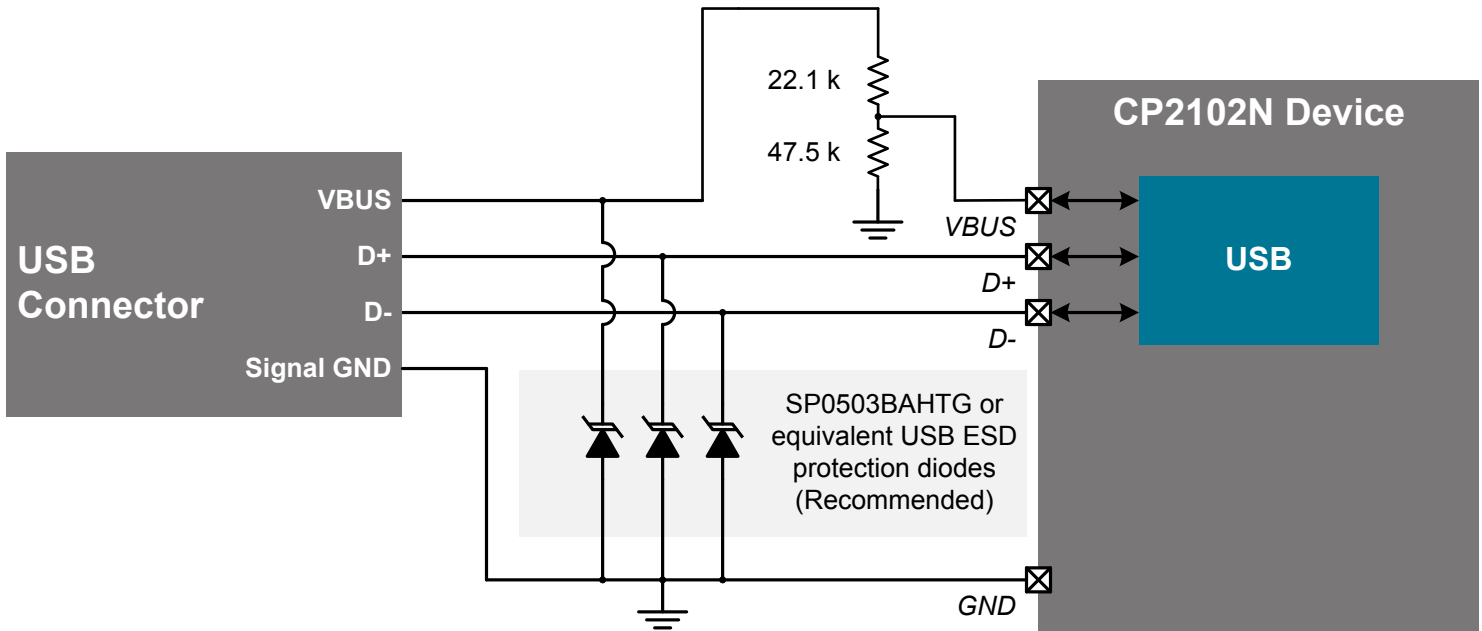 22.1 k
47.5 k
USB
Connector
VBUS
D+
D-
Signal GND
SP0503BAHTG or
equivalent USB ESD
protection diodes
(Recommended)
CP2102N Device
VBUS
D+
D-
GND
USB